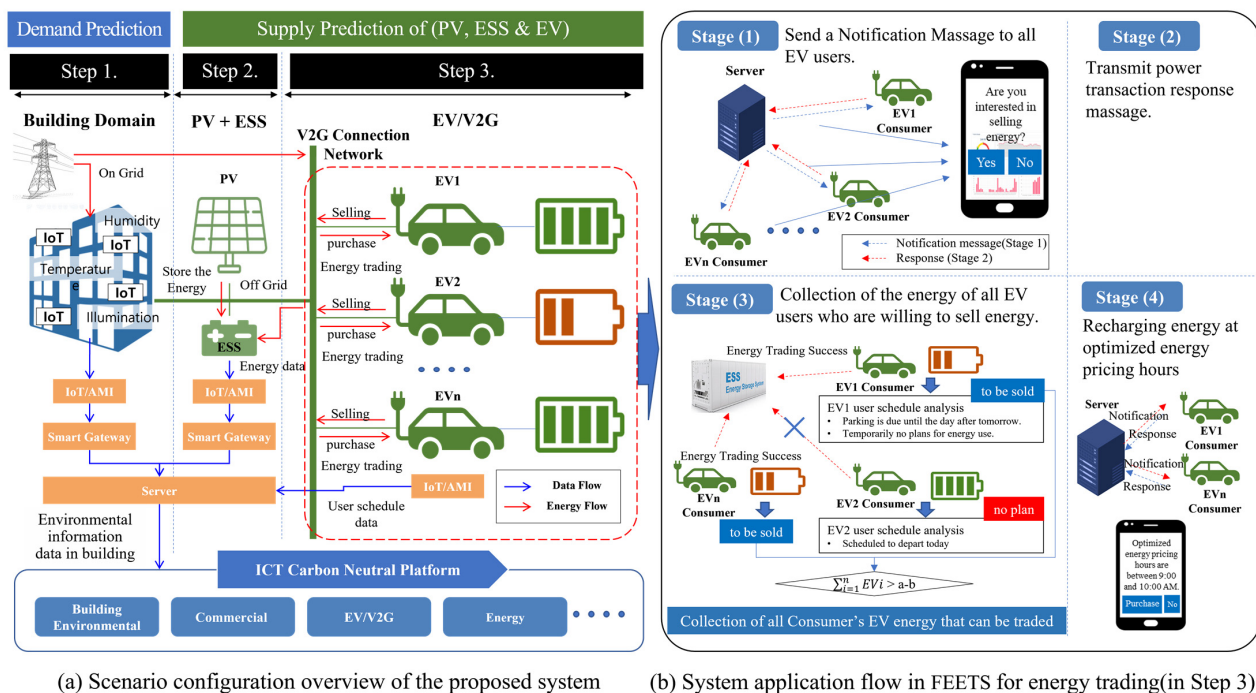 Demand Prediction
Supply Prediction of (PV, ESS & EV)
Step 1.
Step 2.
Step 3.
Building Domain
PV + ESS
EV/V2G
V2G Connection
Network
On Grid
PV
Humidity
IoT
IoT
Temperatur
e
IoT
IoT
Illumination
Store the
Energy
Off Grid
ESS
Energy data
EV1
Selling
purchase
Energy trading
EV2
Selling
purchase
Energy trading
EVn
Selling
purchase
Energy trading
IoT/AMI
IoT/AMI
Smart Gateway
Smart Gateway
Server
IoT/AMI
User schedule
data
Data Flow
Energy Flow
Environmental
information
data in building
ICT Carbon Neutral Platform
Building
Environmental
Commercial
EV/V2G
Energy
(a) Scenario configuration overview of the proposed system
Stage (1)
Send a Notification Massage to all
EV users.
Server
EV1
Consumer
EV2 Consumer
EVn Consumer
Notification message(Stage 1)
Response (Stage 2)
Are you
interested in
selling
energy?
Yes
No
Stage (2)
Transmit power
transaction response
massage.
Stage (3)
Collection of the energy of all EV
users who are willing to sell energy.
Energy Trading Success
ESS
Energy Storage System
EV1 Consumer
to be sold
EV1 user schedule analysis
• Parking is due until the day after tomorrow.
• Temporarily no plans for energy use.
Energy Trading Success
EVn
Consumer
to be sold
EV2 Consumer
no plan
EV2 user schedule analysis
• Scheduled to depart today
∑ⁿᵢ₌₁ EVi > a-b
Collection of all Consumer's EV energy that can be traded
Stage (4)
Recharging energy at
optimized energy
pricing hours
Server
Notification
Response
EV1
Consumer
Notification
Response
EVn
Consumer
Optimized
energy pricing
hours are
between 9:00
and 10:00 AM.
Purchase
No
(b) System application flow in FEETS for energy trading(in Step 3)